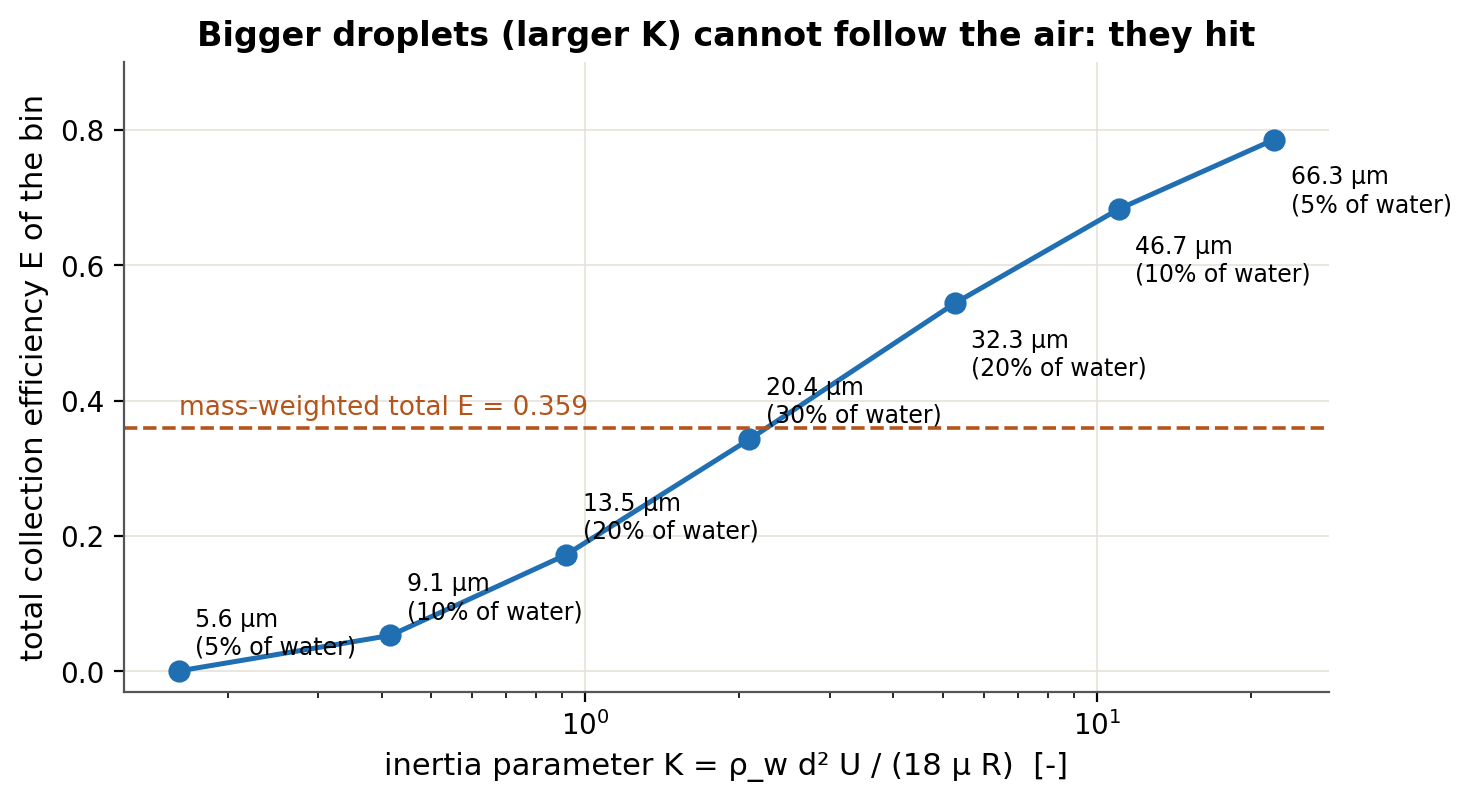 Bigger droplets (larger K) cannot follow the air: they hit
total collection efficiency E of the bin
0.8
0.6
0.4
0.2
0.0
66.3 µm
(5% of water)
46.7 µm
(10% of water)
32.3 µm
(20% of water)
20.4 µm
(30% of water)
mass-weighted total E = 0.359
13.5 µm
(20% of water)
9.1 µm
(10% of water)
5.6 µm
(5% of water)
10⁰
10¹
inertia parameter K = ρ_w d² U / (18 µ R)  [-]